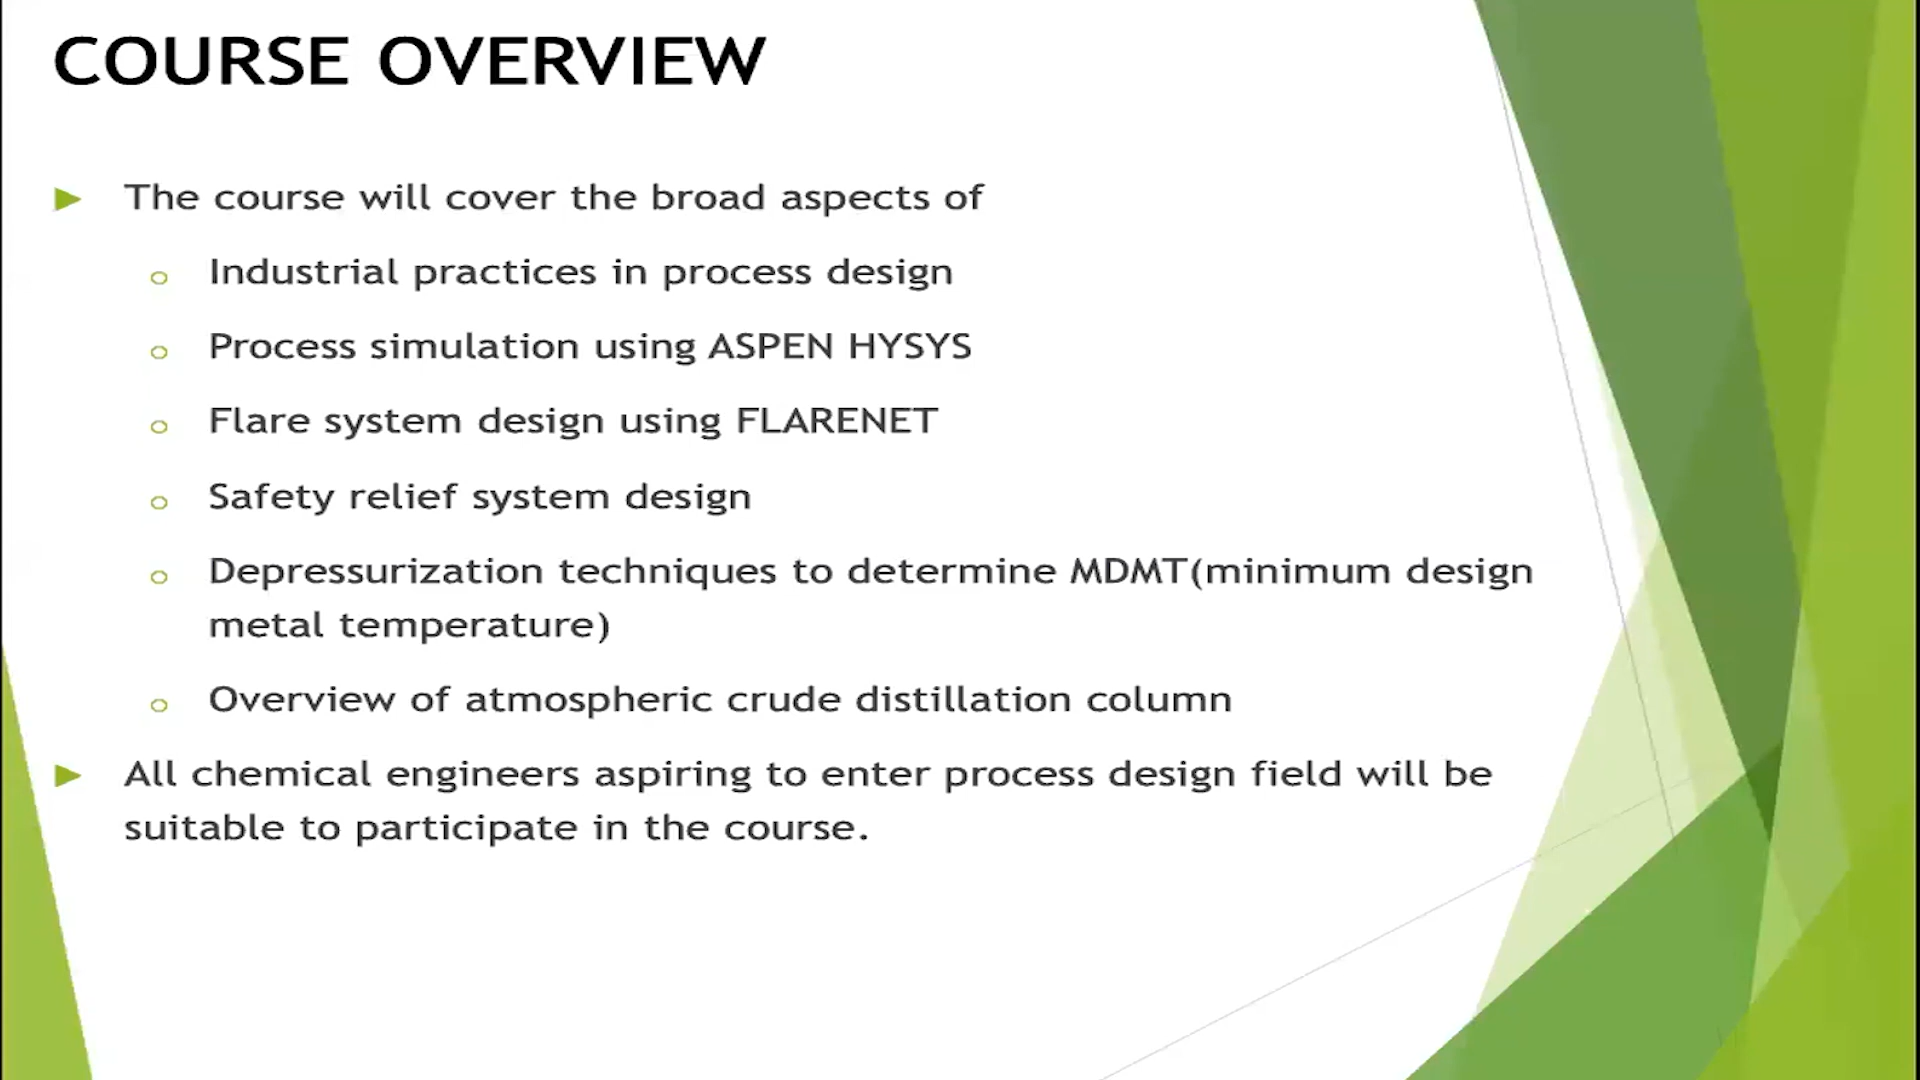 COURSE OVERVIEW
The course will cover the broad aspects of
Industrial practices in process design
Process simulation using ASPEN HYSYS
Flare system design using FLARENET
Safety relief system design
Depressurization techniques to determine MDMT(minimum design
metal temperature)
Overview of atmospheric crude distillation column
All chemical engineers aspiring to enter process design field will be
suitable to participate in the course.